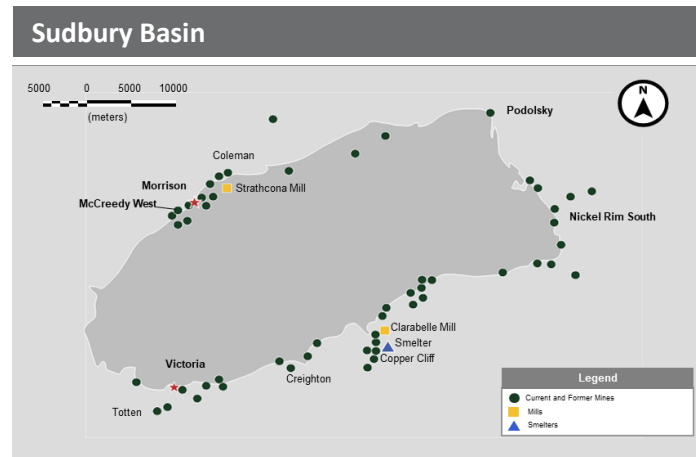 Sudbury Basin
5000 0 5000 10000
(meters)
N
Podolsky
Coleman
Morrison
Strathcona Mill
McCreedy West
Nickel Rim South
Clarabelle Mill
Smelter
Copper Cliff
Victoria
Creighton
Totten
Legend
Current and Former Mines
Mills
Smelters